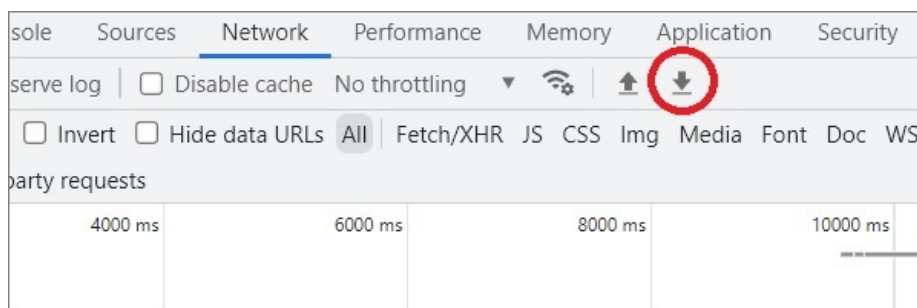 sole Sources Network Performance Memory Application Security
serve log Disable cache No throttling
Invert Hide data URLs All Fetch/XHR JS CSS Img Media Font Doc WS
party requests
4000 ms 6000 ms 8000 ms 10000 ms